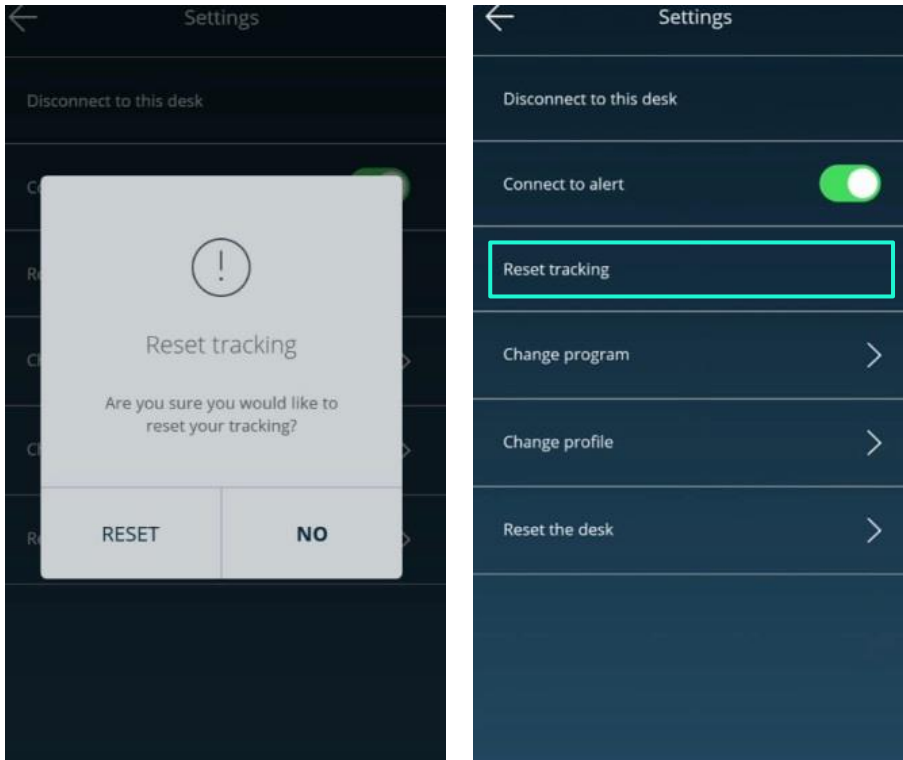 Settings
Disconnect to this desk
Reset tracking
Are you sure you would like to
reset your tracking?
RESET
NO
Settings
Disconnect to this desk
Connect to alert
Reset tracking
Change program
Change profile
Reset the desk